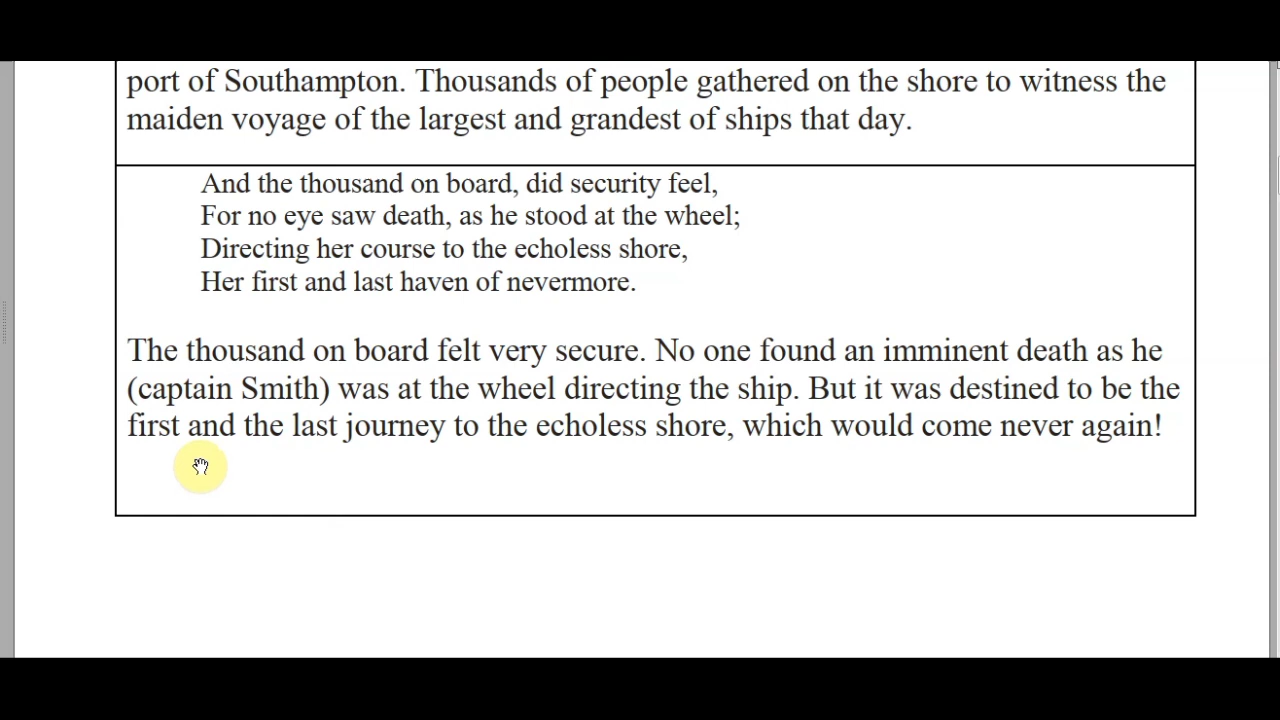 port of Southampton. Thousands of people gathered on the shore to witness the
maiden voyage of the largest and grandest of ships that day.
And the thousand on board, did security feel,
For no eye saw death, as he stood at the wheel;
Directing her course to the echoless shore,
Her first and last haven of nevermore.
The thousand on board felt very secure. No one found an imminent death as he
(captain Smith) was at the wheel directing the ship. But it was destined to be the
first and the last journey to the echoless shore, which would come never again!